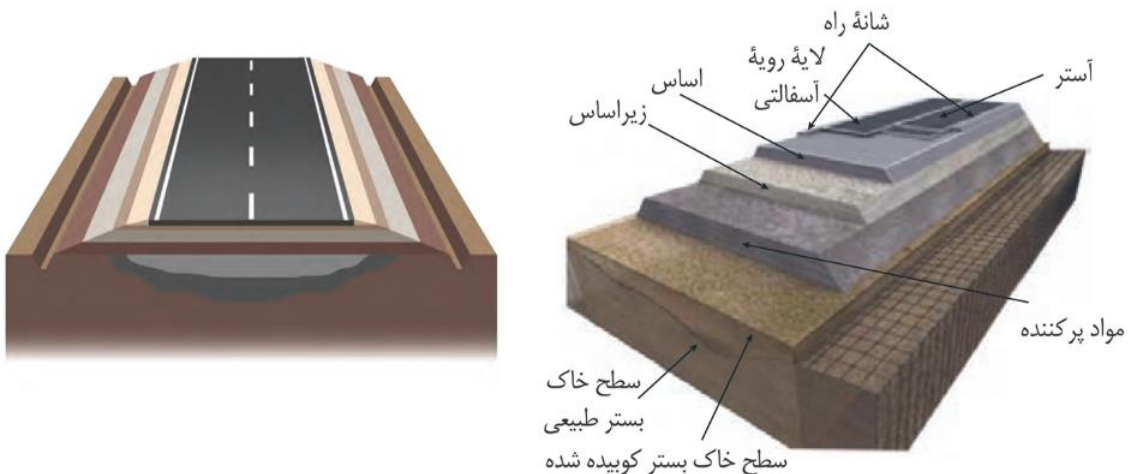 شانهٔ راه
لایهٔ رویهٔ
آسفالتی
آستر
اساس
زیراساس
مواد پرکننده
سطح خاک
بستر طبیعی
سطح خاک بستر کوبیده شده